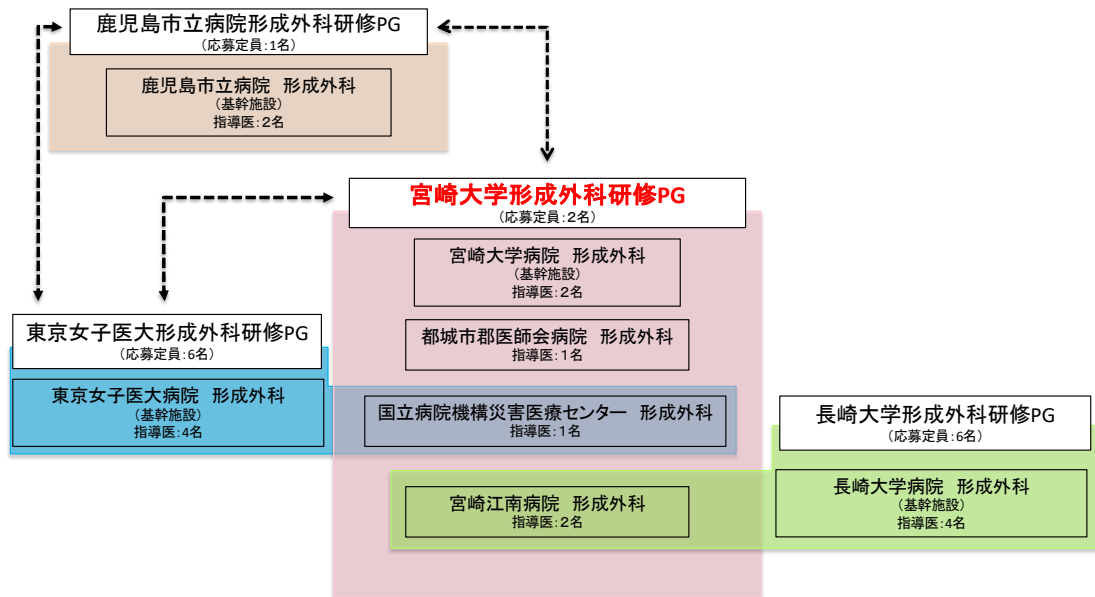 鹿児島市立病院形成外科研修PG
(応募定員:1名)
鹿児島市立病院 形成外科
(基幹施設)
指導医:2名
宮崎大学形成外科研修PG
(応募定員:2名)
宮崎大学病院 形成外科
(基幹施設)
指導医:2名
都城市郡医師会病院 形成外科
指導医:1名
東京女子医大形成外科研修PG
(応募定員:6名)
東京女子医大病院 形成外科
(基幹施設)
指導医:4名
国立病院機構災害医療センター 形成外科
指導医:1名
長崎大学形成外科研修PG
(応募定員:6名)
宮崎江南病院 形成外科
指導医:2名
長崎大学病院 形成外科
(基幹施設)
指導医:4名